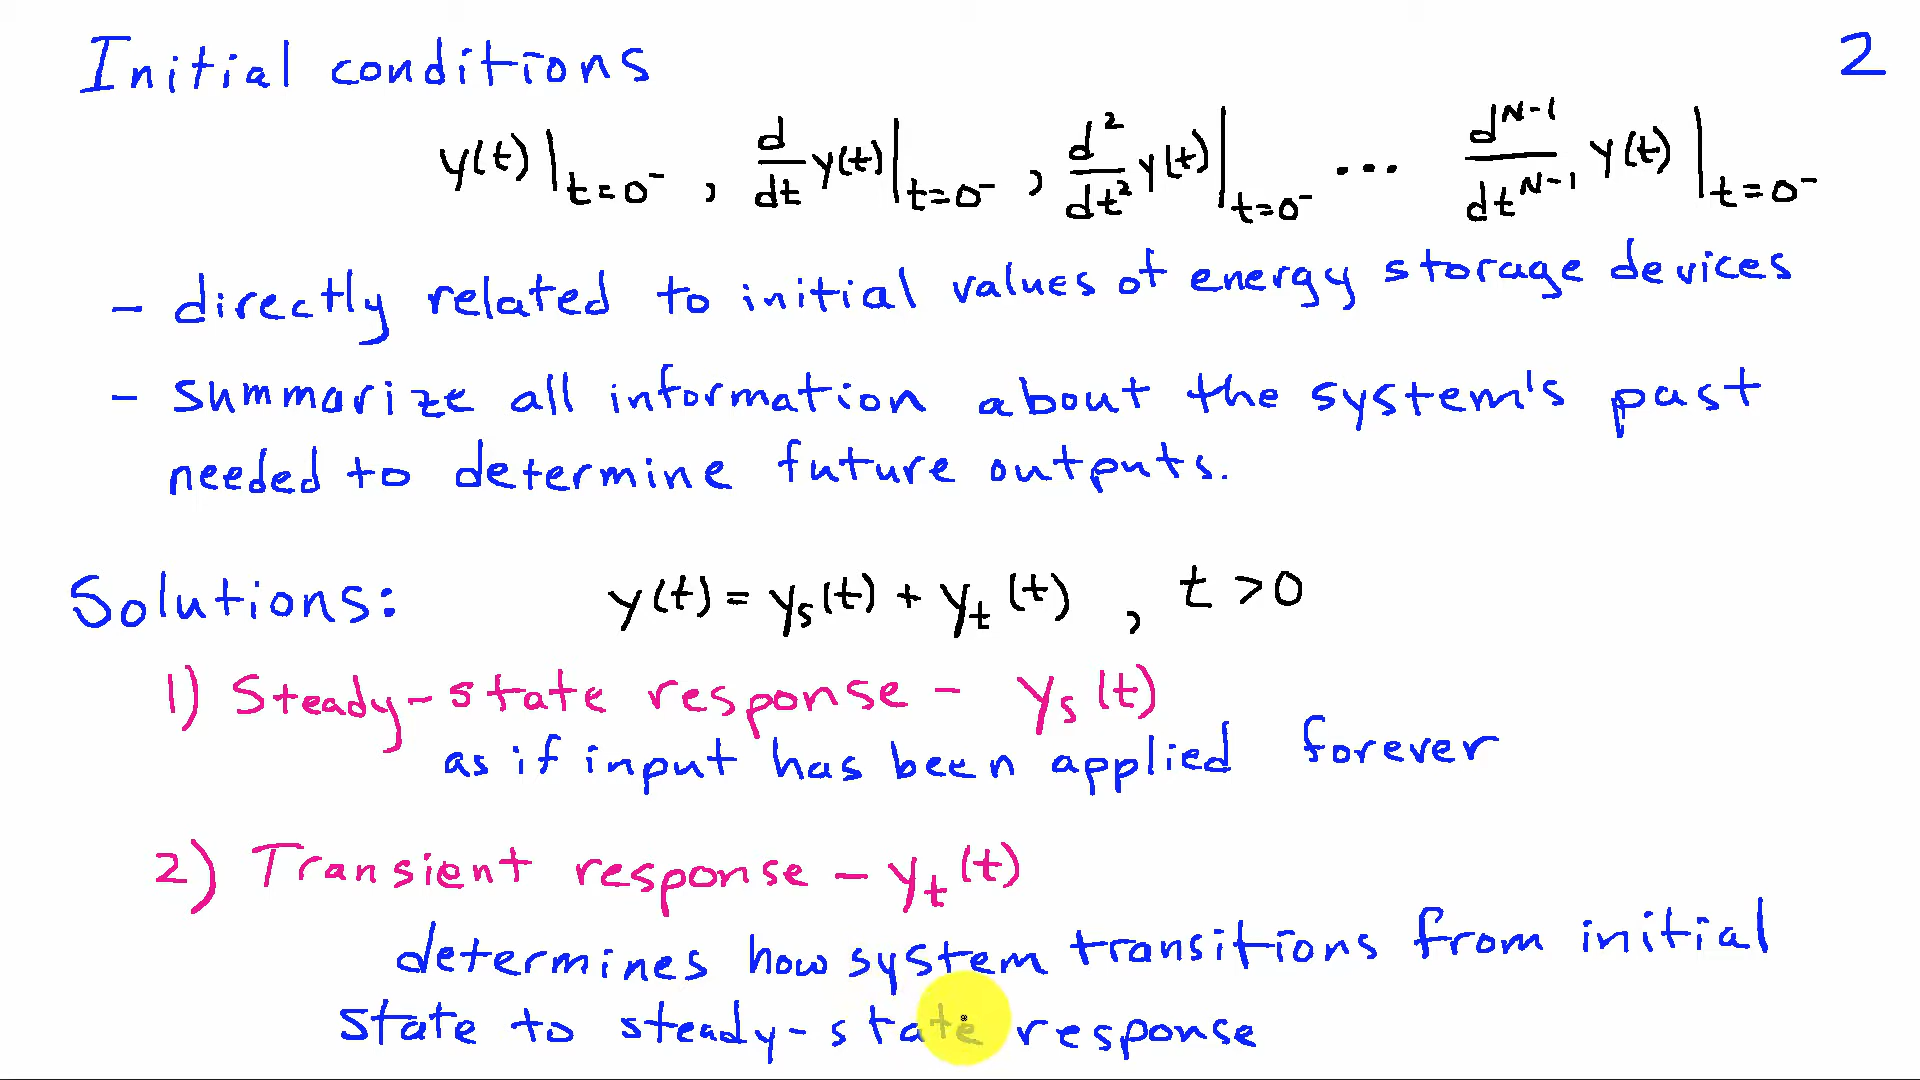 Initial conditions
2
y(t)|t=0⁻ , d/dt y(t)|t=0⁻ , d²/dt² y(t)|t=0⁻ ... dᴺ⁻¹/dtᴺ⁻¹ y(t)|t=0⁻
- directly related to initial values of energy storage devices
- summarize all information about the system's past
needed to determine future outputs.
Solutions: y(t) = yₛ(t) + yₜ(t) , t > 0
1) Steady-state response - yₛ(t)
as if input has been applied forever
2) Transient response - yₜ(t)
determines how system transitions from initial
state to steady-state response